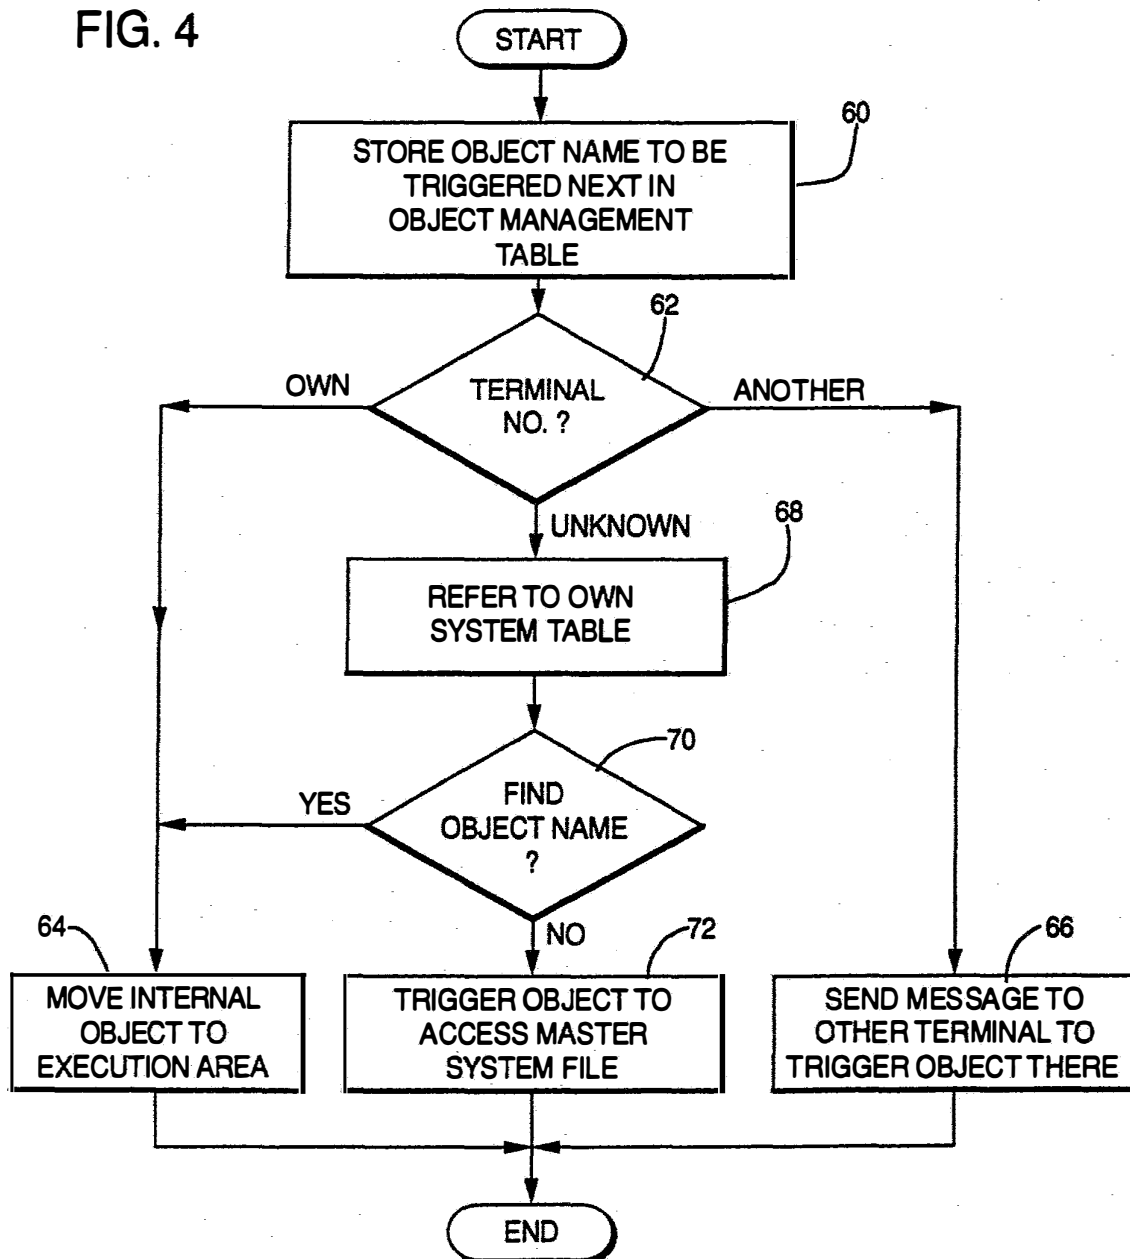 FIG. 4
START
60
STORE OBJECT NAME TO BE
TRIGGERED NEXT IN
OBJECT MANAGEMENT
TABLE
62
OWN
TERMINAL
NO. ?
ANOTHER
UNKNOWN
68
REFER TO OWN
SYSTEM TABLE
70
YES
FIND
OBJECT NAME
?
NO
64
MOVE INTERNAL
OBJECT TO
EXECUTION AREA
72
TRIGGER OBJECT TO
ACCESS MASTER
SYSTEM FILE
66
SEND MESSAGE TO
OTHER TERMINAL TO
TRIGGER OBJECT THERE
END